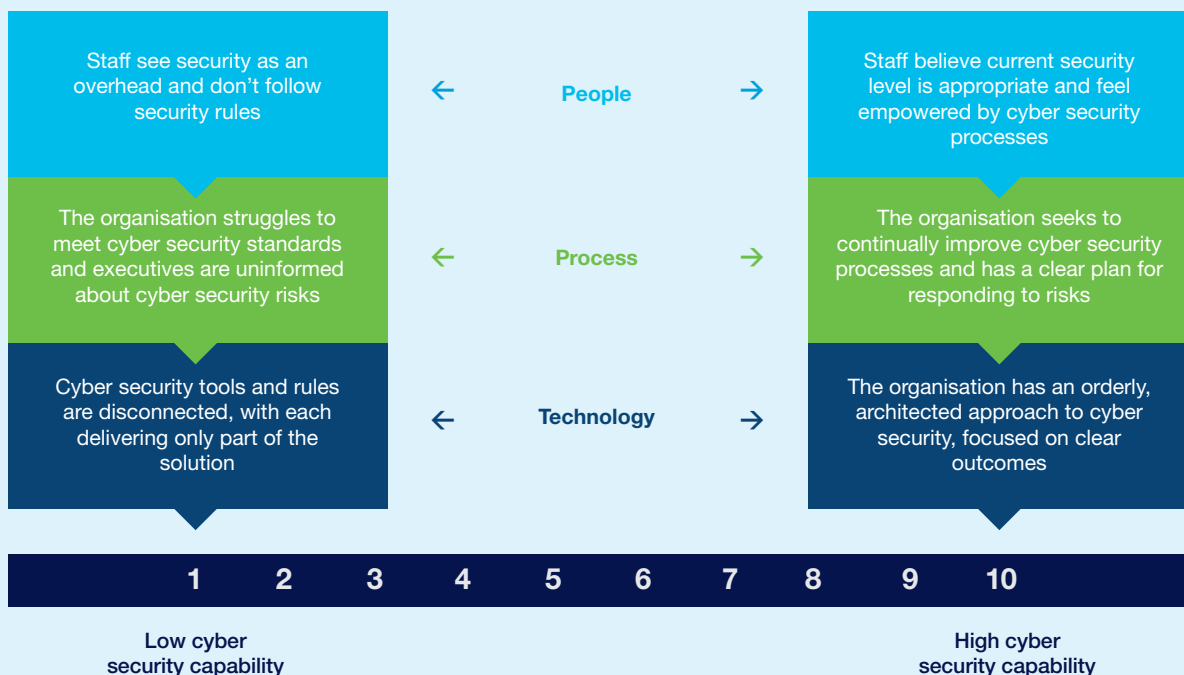 Staff see security as an
overhead and don’t follow
security rules
←
People
→
Staff believe current security
level is appropriate and feel
empowered by cyber security
processes
The organisation struggles to
meet cyber security standards
and executives are uninformed
about cyber security risks
←
Process
→
The organisation seeks to
continually improve cyber security
processes and has a clear plan for
responding to risks
Cyber security tools and rules
are disconnected, with each
delivering only part of the
solution
←
Technology
→
The organisation has an orderly,
architected approach to cyber
security, focused on clear
outcomes
1 2 3 4 5 6 7 8 9 10
Low cyber
security capability
High cyber
security capability